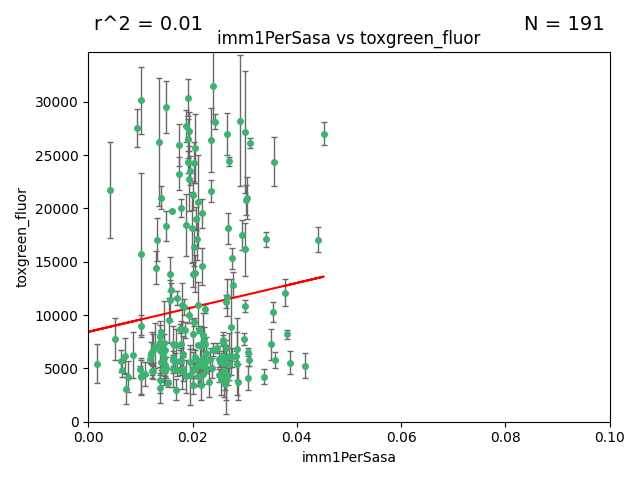 r^2 = 0.01
N = 191
imm1PerSasa vs toxgreen_fluor
30000
25000
20000
15000
10000
5000
0
toxgreen_fluor
0.00 0.02 0.04 0.06 0.08 0.10
imm1PerSasa